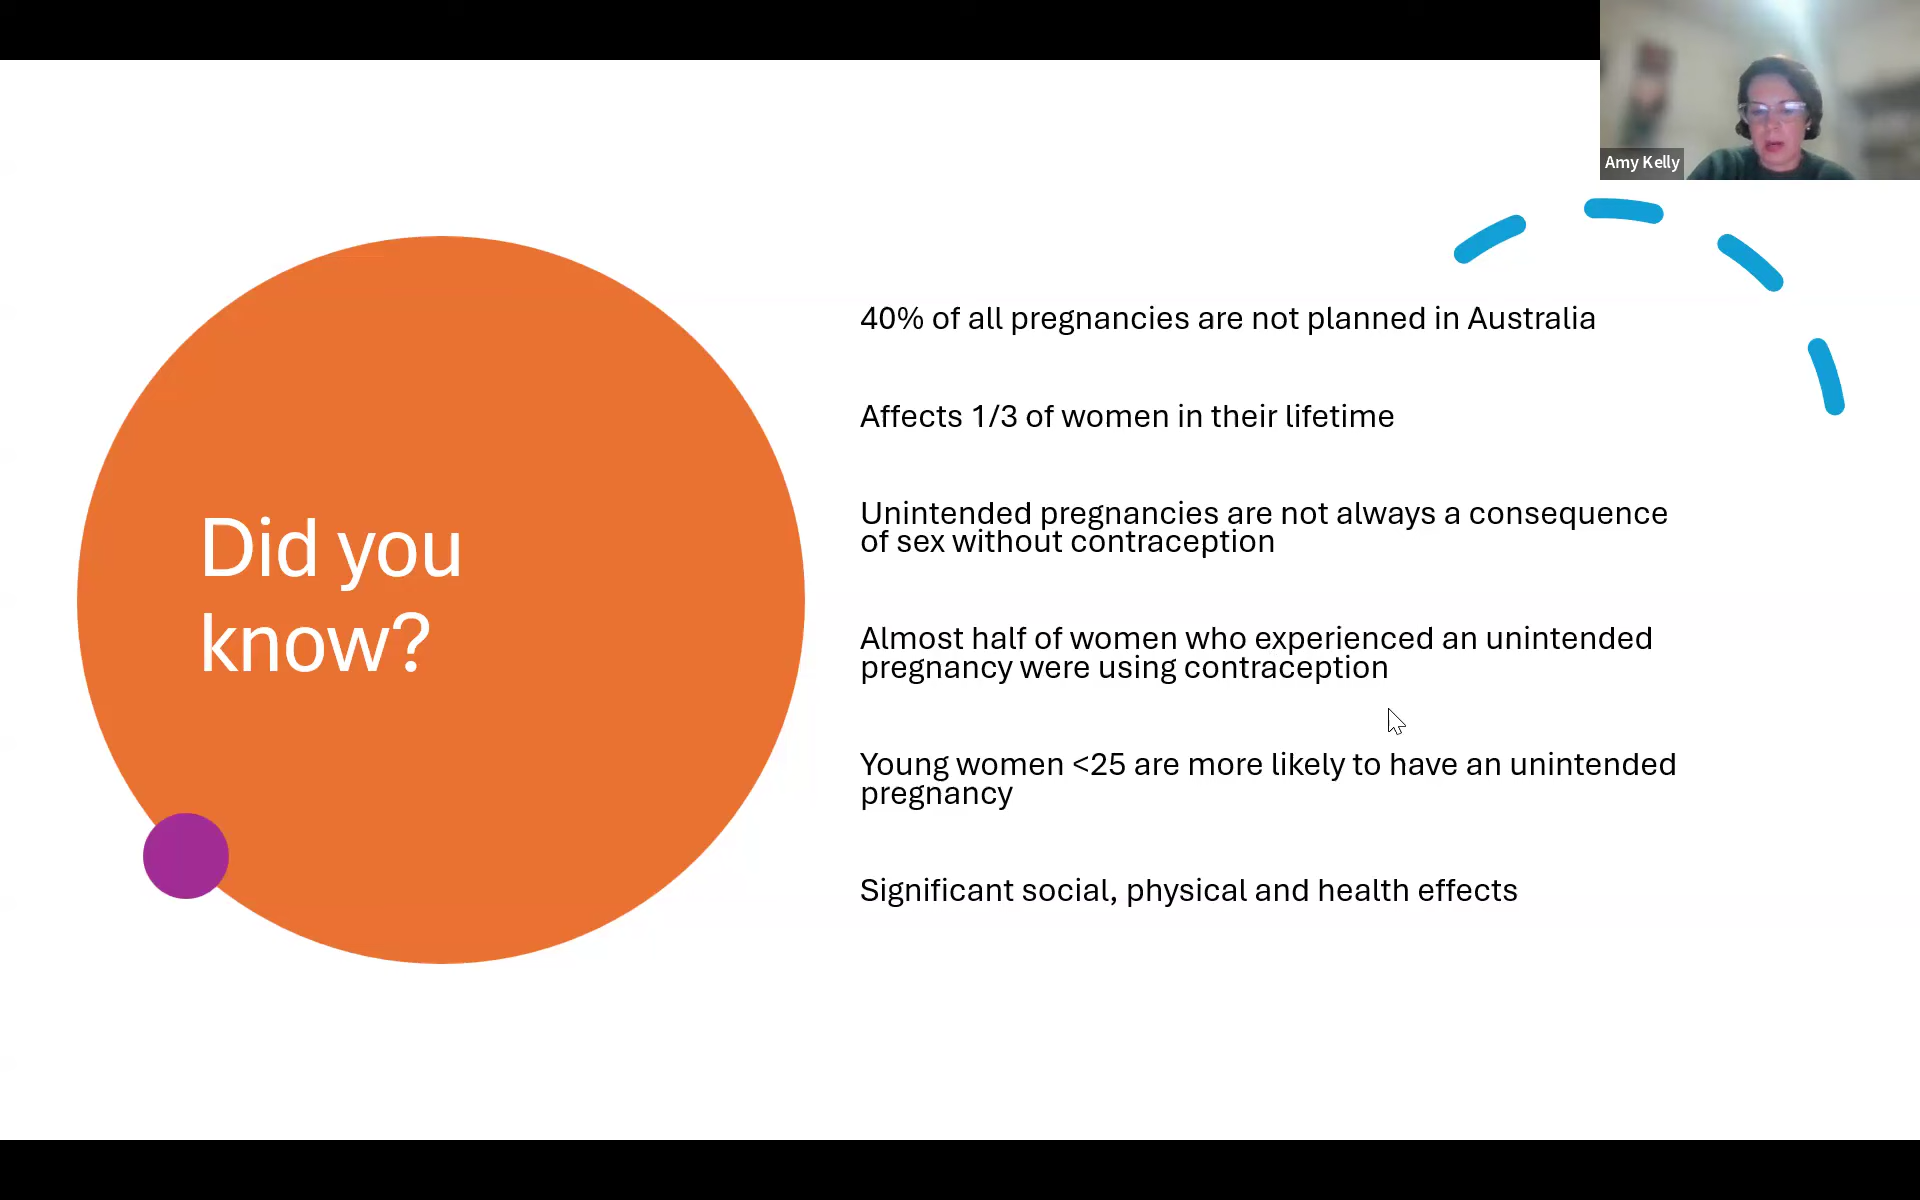 Amy Kelly
Did you
know?
40% of all pregnancies are not planned in Australia
Affects 1/3 of women in their lifetime
Unintended pregnancies are not always a consequence
of sex without contraception
Almost half of women who experienced an unintended
pregnancy were using contraception
Young women <25 are more likely to have an unintended
pregnancy
Significant social, physical and health effects